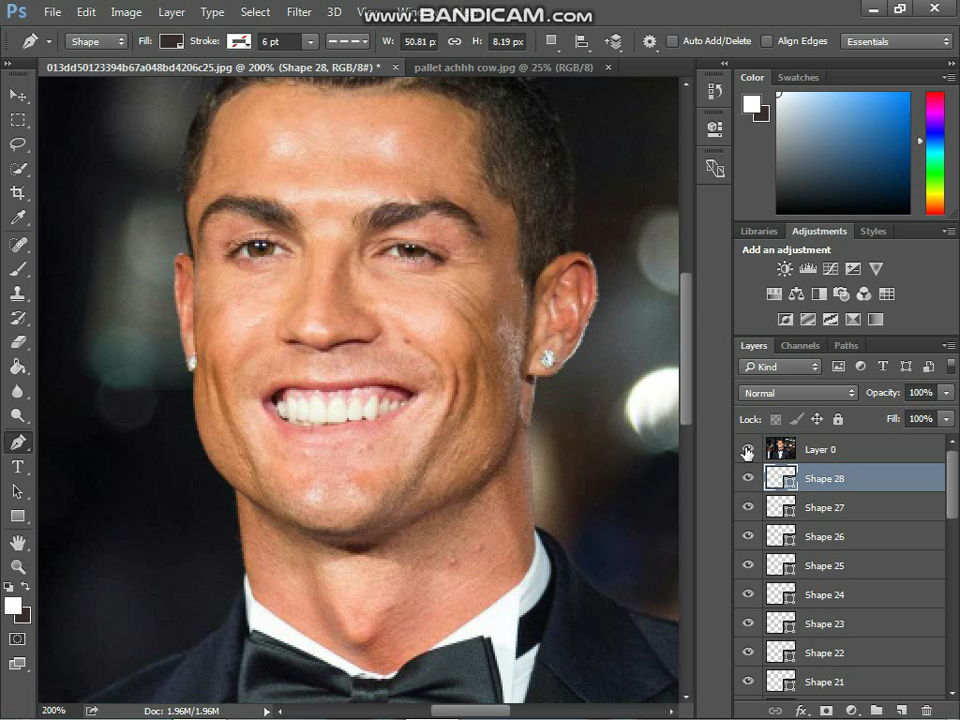 Ps File Edit Image Layer Type Select Filter 3D
WWW.BANDICAM.COM
Shape Fill: Stroke: 6 pt W: 50.81 p: H: 8.19 px Auto Add/Delete Align Edges Essentials
013dd50123394b67a048bd4206c25.jpg @ 200% (Shape 28, RGB/8#) * × pallet achhh cow.jpg @ 25% (RGB/8) ×
Color Swatches
Libraries Adjustments Styles
Add an adjustment
Layers Channels Paths
Kind
Normal Opacity: 100%
Lock: Fill: 100%
Layer 0
Shape 28
Shape 27
Shape 26
Shape 25
Shape 24
Shape 23
Shape 22
Shape 21
200% Doc: 1.96M/1.96M
fx